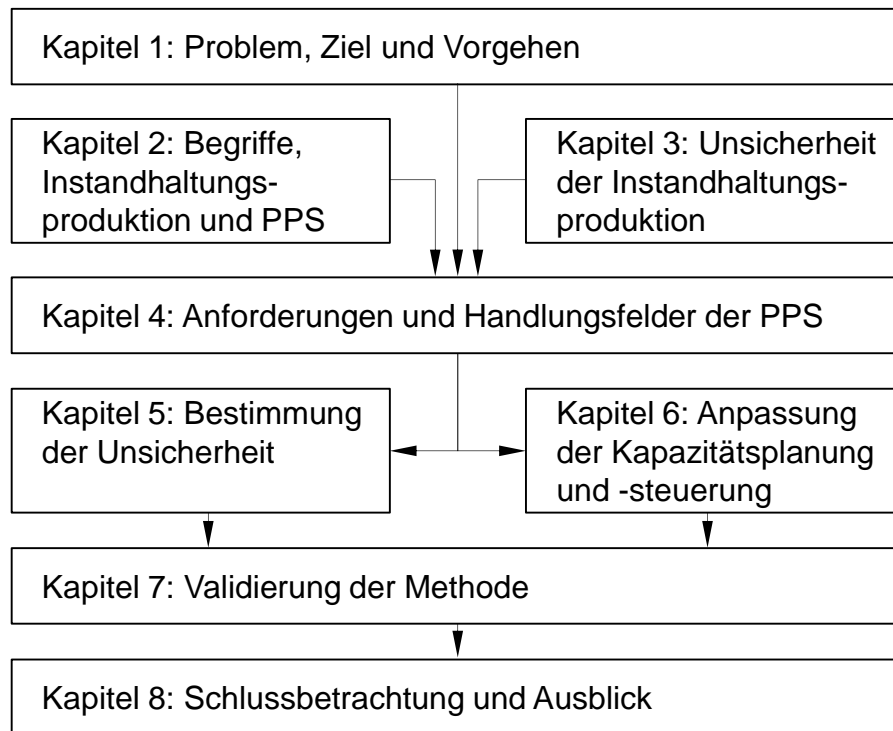 Kapitel 1: Problem, Ziel und Vorgehen
Kapitel 2: Begriffe,
Instandhaltungs-
produktion und PPS
Kapitel 3: Unsicherheit
der Instandhaltungs-
produktion
Kapitel 4: Anforderungen und Handlungsfelder der PPS
Kapitel 5: Bestimmung
der Unsicherheit
Kapitel 6: Anpassung
der Kapazitätsplanung
und -steuerung
Kapitel 7: Validierung der Methode
Kapitel 8: Schlussbetrachtung und Ausblick